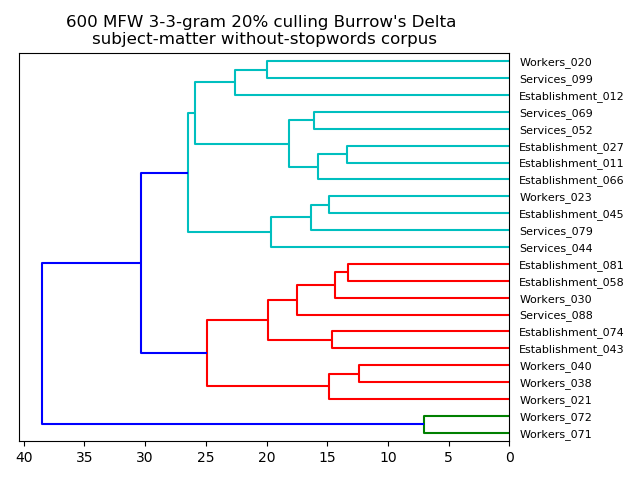 600 MFW 3-3-gram 20% culling Burrow's Delta
subject-matter without-stopwords corpus
Workers_020
Services_099
Establishment_012
Services_069
Services_052
Establishment_027
Establishment_011
Establishment_066
Workers_023
Establishment_045
Services_079
Services_044
Establishment_081
Establishment_058
Workers_030
Services_088
Establishment_074
Establishment_043
Workers_040
Workers_038
Workers_021
Workers_072
Workers_071
40 35 30 25 20 15 10 5 0